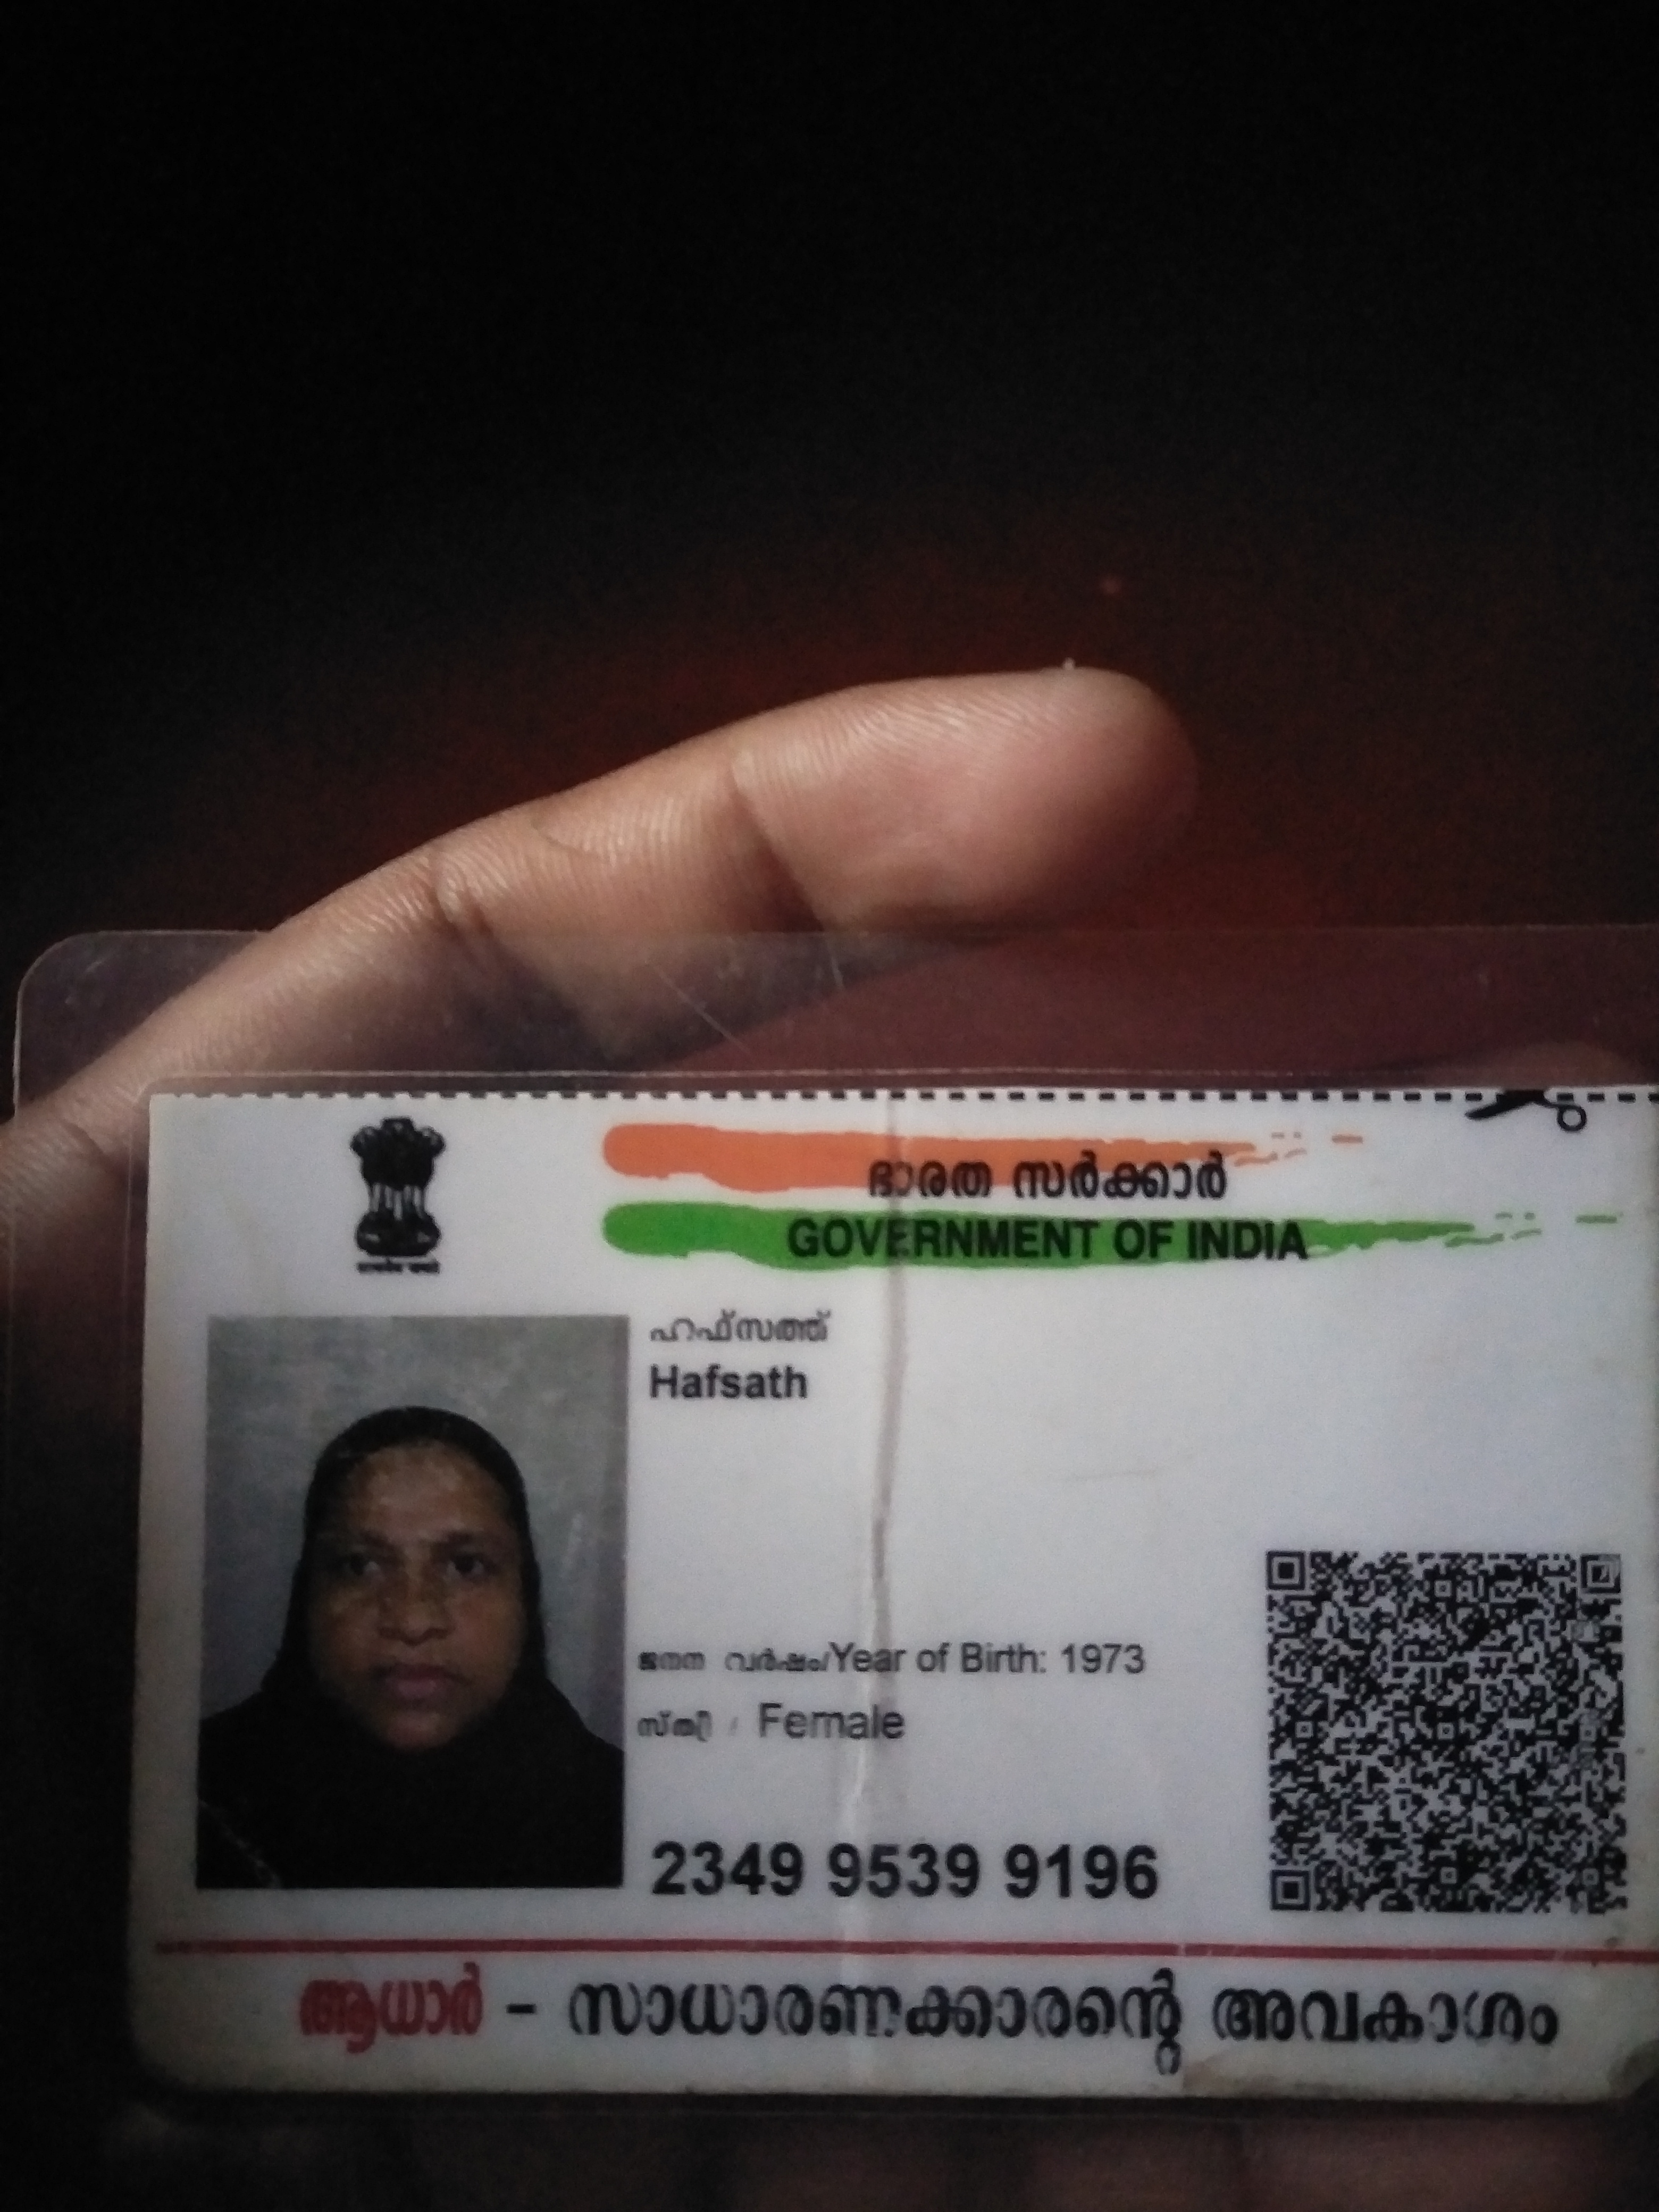 ഭാരത സർക്കാർ
GOVERNMENT OF INDIA
ഹഫ്സത്ത്
Hafsath
ജനന വർഷം/Year of Birth: 1973
സ്ത്രീ / Female
2349 9539 9196
ആധാർ - സാധാരണക്കാരന്റെ അവകാശം